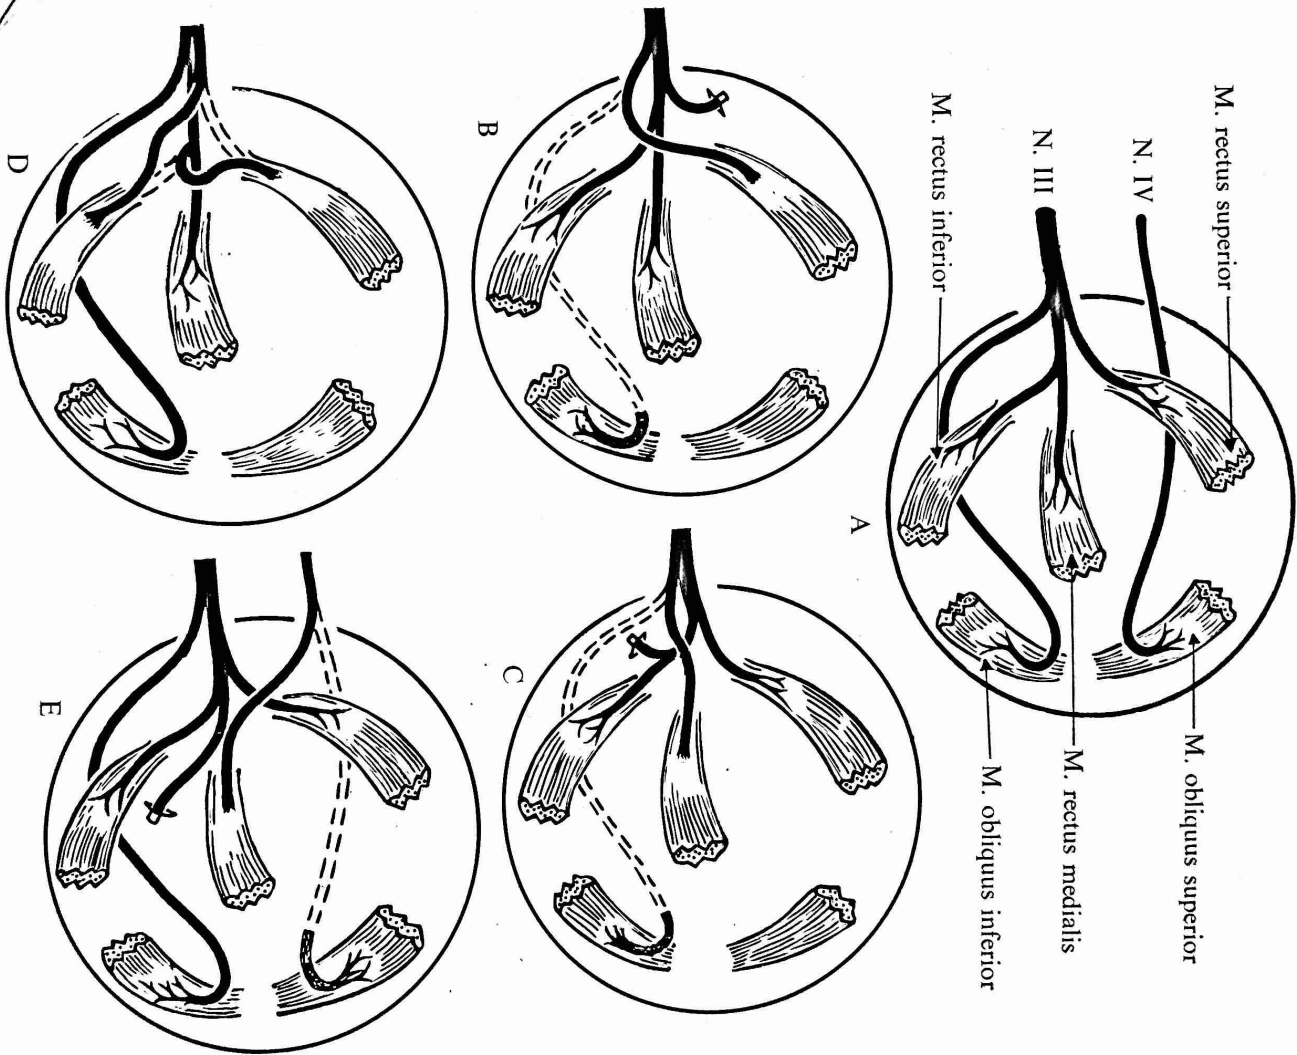 M. rectus superior
N. IV
N. III
M. rectus inferior
M. obliquus superior
M. rectus medialis
M. obliquus inferior
A
B
C
D
E